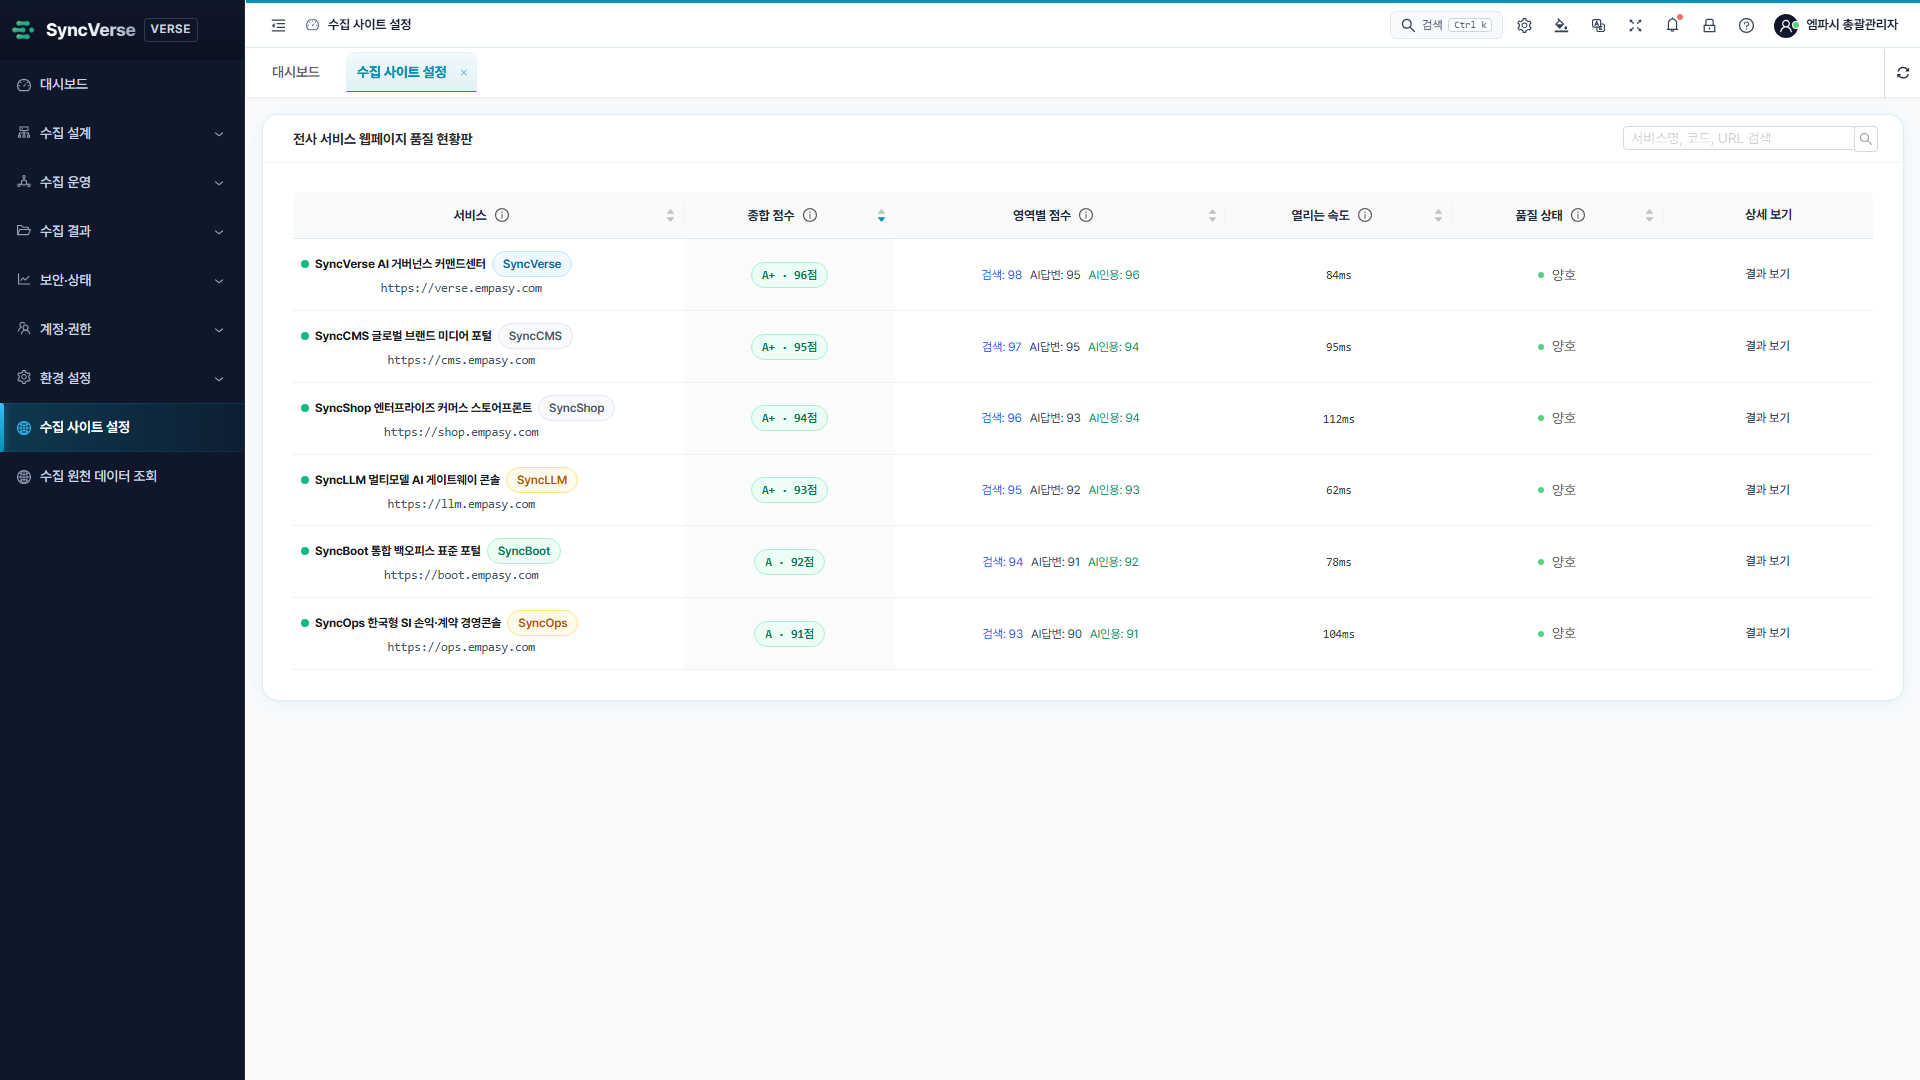 SyncVerse VERSE
수집 사이트 설정
검색 Ctrl k
엠파시 총괄관리자
대시보드
수집 설계
수집 운영
수집 결과
보안·상태
계정·권한
환경 설정
수집 사이트 설정
수집 원천 데이터 조회
대시보드
수집 사이트 설정 ×
전사 서비스 웹페이지 품질 현황판
서비스명, 코드, URL 검색
서비스 종합 점수 영역별 점수 열리는 속도 품질 상태 상세 보기
SyncVerse AI 거버넌스 커맨드센터 SyncVerse
https://verse.empasy.com
A+ · 96점 검색: 98 AI답변: 95 AI인용: 96 84ms 양호 결과 보기
SyncCMS 글로벌 브랜드 미디어 포털 SyncCMS
https://cms.empasy.com
A+ · 95점 검색: 97 AI답변: 95 AI인용: 94 95ms 양호 결과 보기
SyncShop 엔터프라이즈 커머스 스토어프론트 SyncShop
https://shop.empasy.com
A+ · 94점 검색: 96 AI답변: 93 AI인용: 94 112ms 양호 결과 보기
SyncLLM 멀티모델 AI 게이트웨이 콘솔 SyncLLM
https://llm.empasy.com
A+ · 93점 검색: 95 AI답변: 92 AI인용: 93 62ms 양호 결과 보기
SyncBoot 통합 백오피스 표준 포털 SyncBoot
https://boot.empasy.com
A · 92점 검색: 94 AI답변: 91 AI인용: 92 78ms 양호 결과 보기
SyncOps 한국형 SI 손익·계약 경영콘솔 SyncOps
https://ops.empasy.com
A · 91점 검색: 93 AI답변: 90 AI인용: 91 104ms 양호 결과 보기